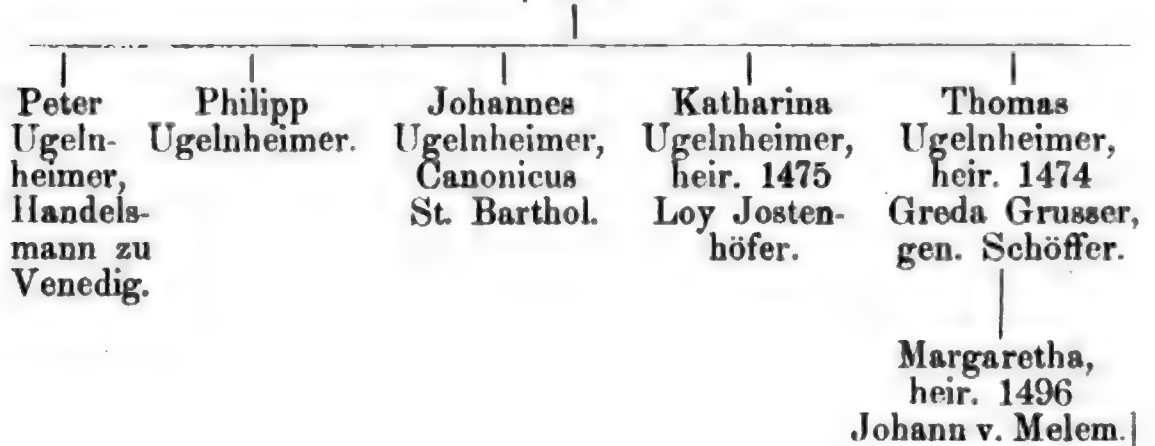 Peter
Ugeln-
heimer,
Handels-
mann zu
Venedig.
Philipp
Ugelnheimer.
Johannes
Ugelnheimer,
Canonicus
St. Barthol.
Katharina
Ugelnheimer,
heir. 1475
Loy Josten-
höfer.
Thomas
Ugelnheimer,
heir. 1474
Greda Grusser,
gen. Schöffer.
Margaretha,
heir. 1496
Johann v. Melem.